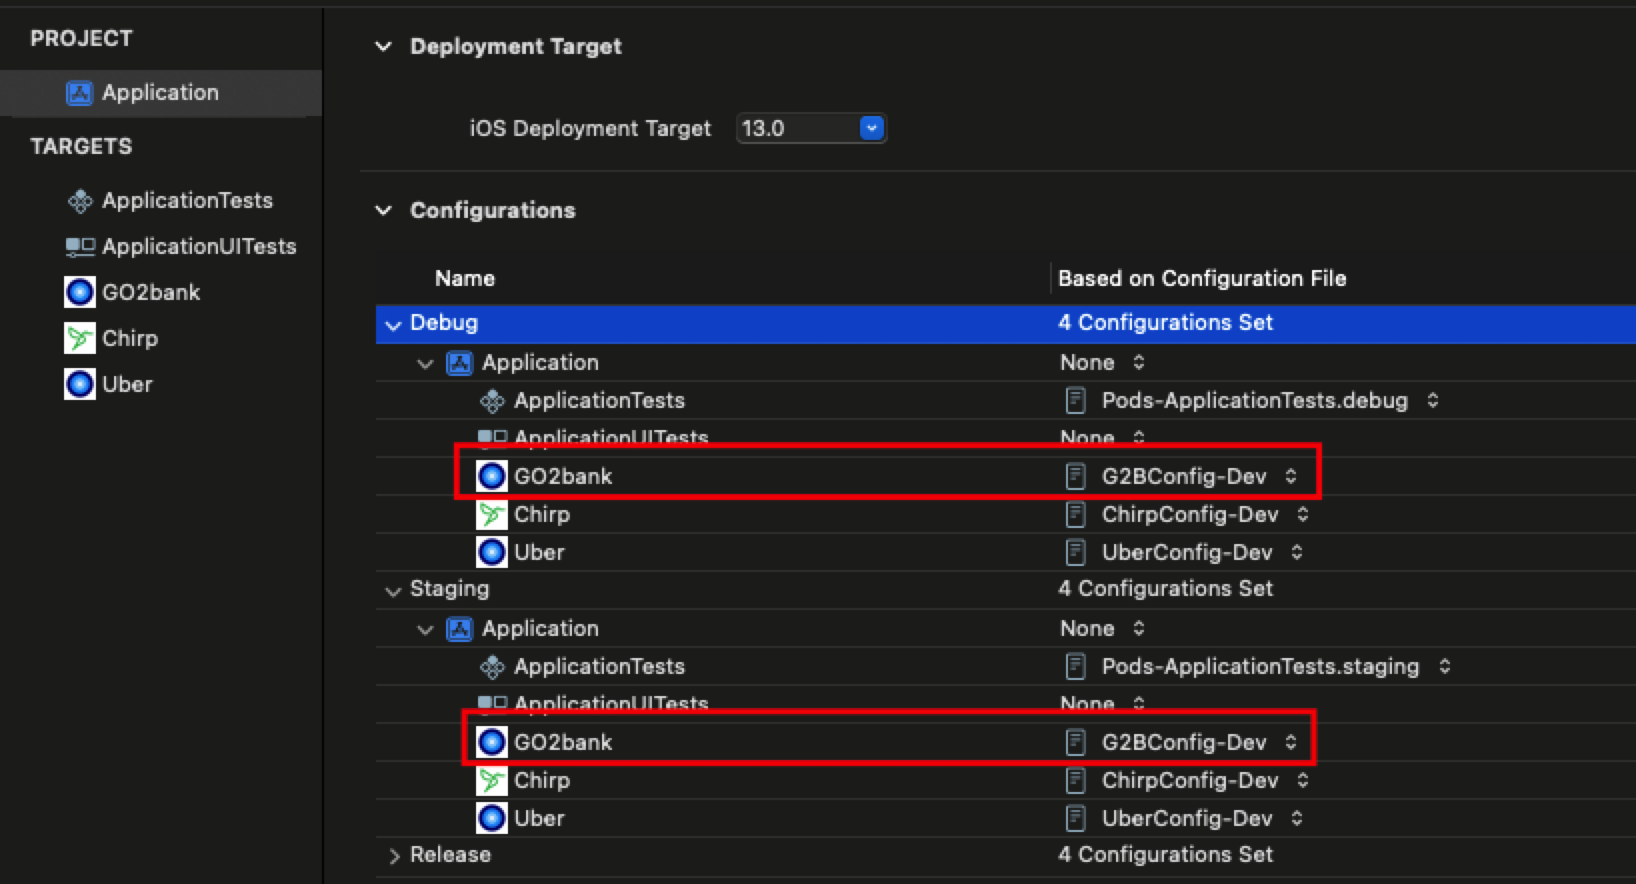 PROJECT
Application
TARGETS
ApplicationTests
ApplicationUITests
GO2bank
Chirp
Uber
Deployment Target
iOS Deployment Target 13.0
Configurations
Name Based on Configuration File
Debug 4 Configurations Set
Application None
ApplicationTests Pods-ApplicationTests.debug
ApplicationUITests None
GO2bank G2BConfig-Dev
Chirp ChirpConfig-Dev
Uber UberConfig-Dev
Staging 4 Configurations Set
Application None
ApplicationTests Pods-ApplicationTests.staging
ApplicationUITests None
GO2bank G2BConfig-Dev
Chirp ChirpConfig-Dev
Uber UberConfig-Dev
Release 4 Configurations Set